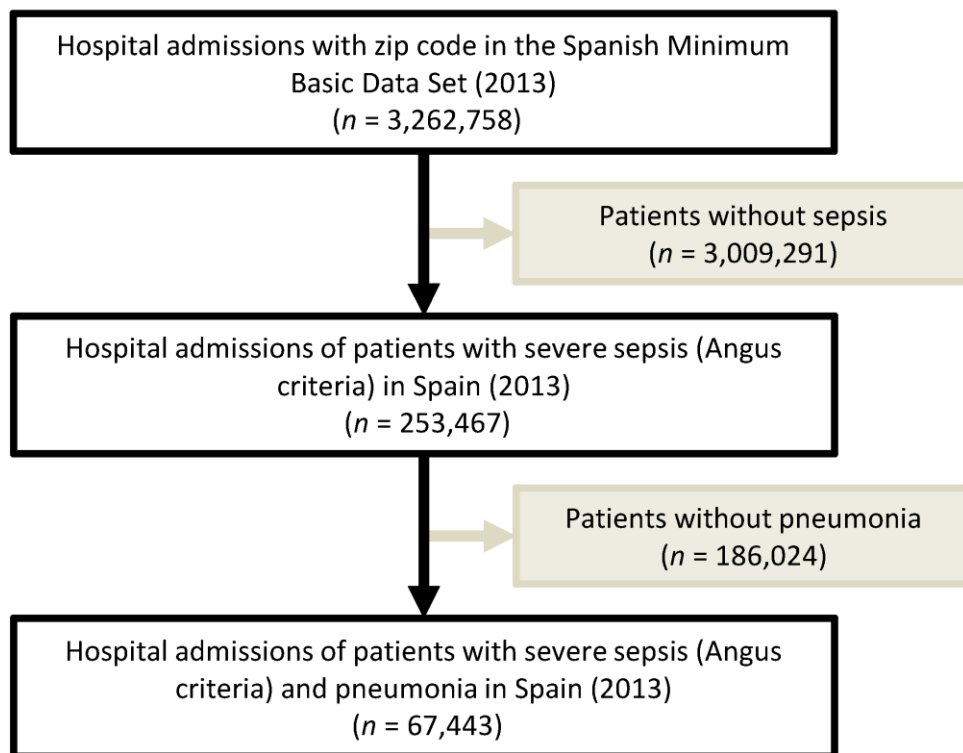 Hospital admissions with zip code in the Spanish Minimum
Basic Data Set (2013)
(n = 3,262,758)
Patients without sepsis
(n = 3,009,291)
Hospital admissions of patients with severe sepsis (Angus
criteria) in Spain (2013)
(n = 253,467)
Patients without pneumonia
(n = 186,024)
Hospital admissions of patients with severe sepsis (Angus
criteria) and pneumonia in Spain (2013)
(n = 67,443)